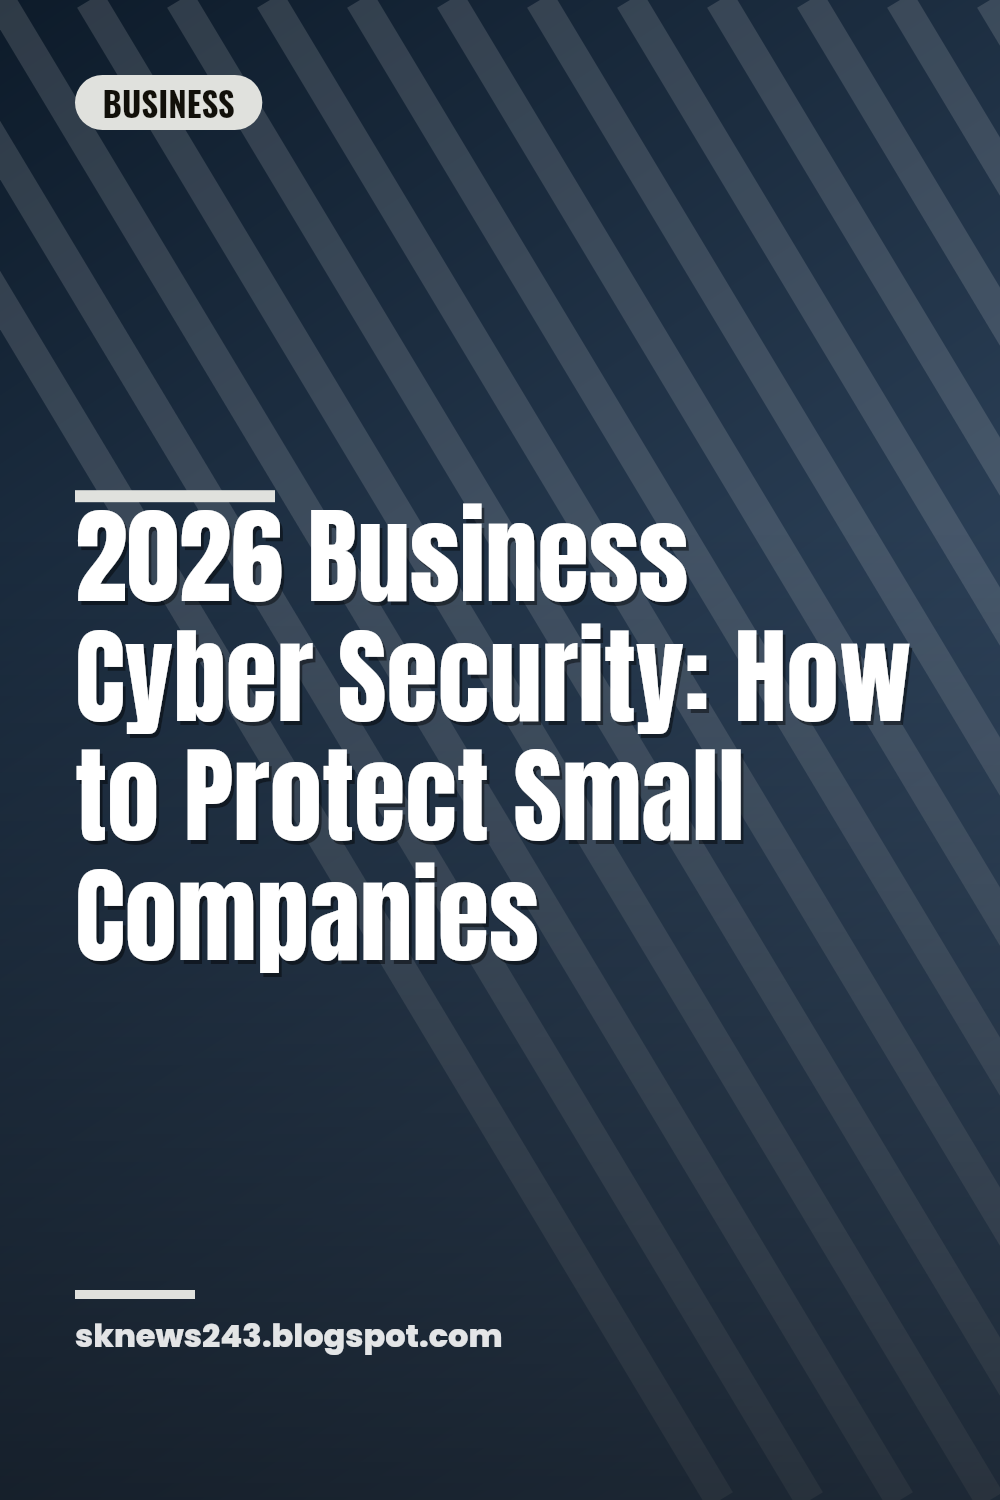 BUSINESS
2026 Business
Cyber Security: How
to Protect Small
Companies
sknews243.blogspot.com